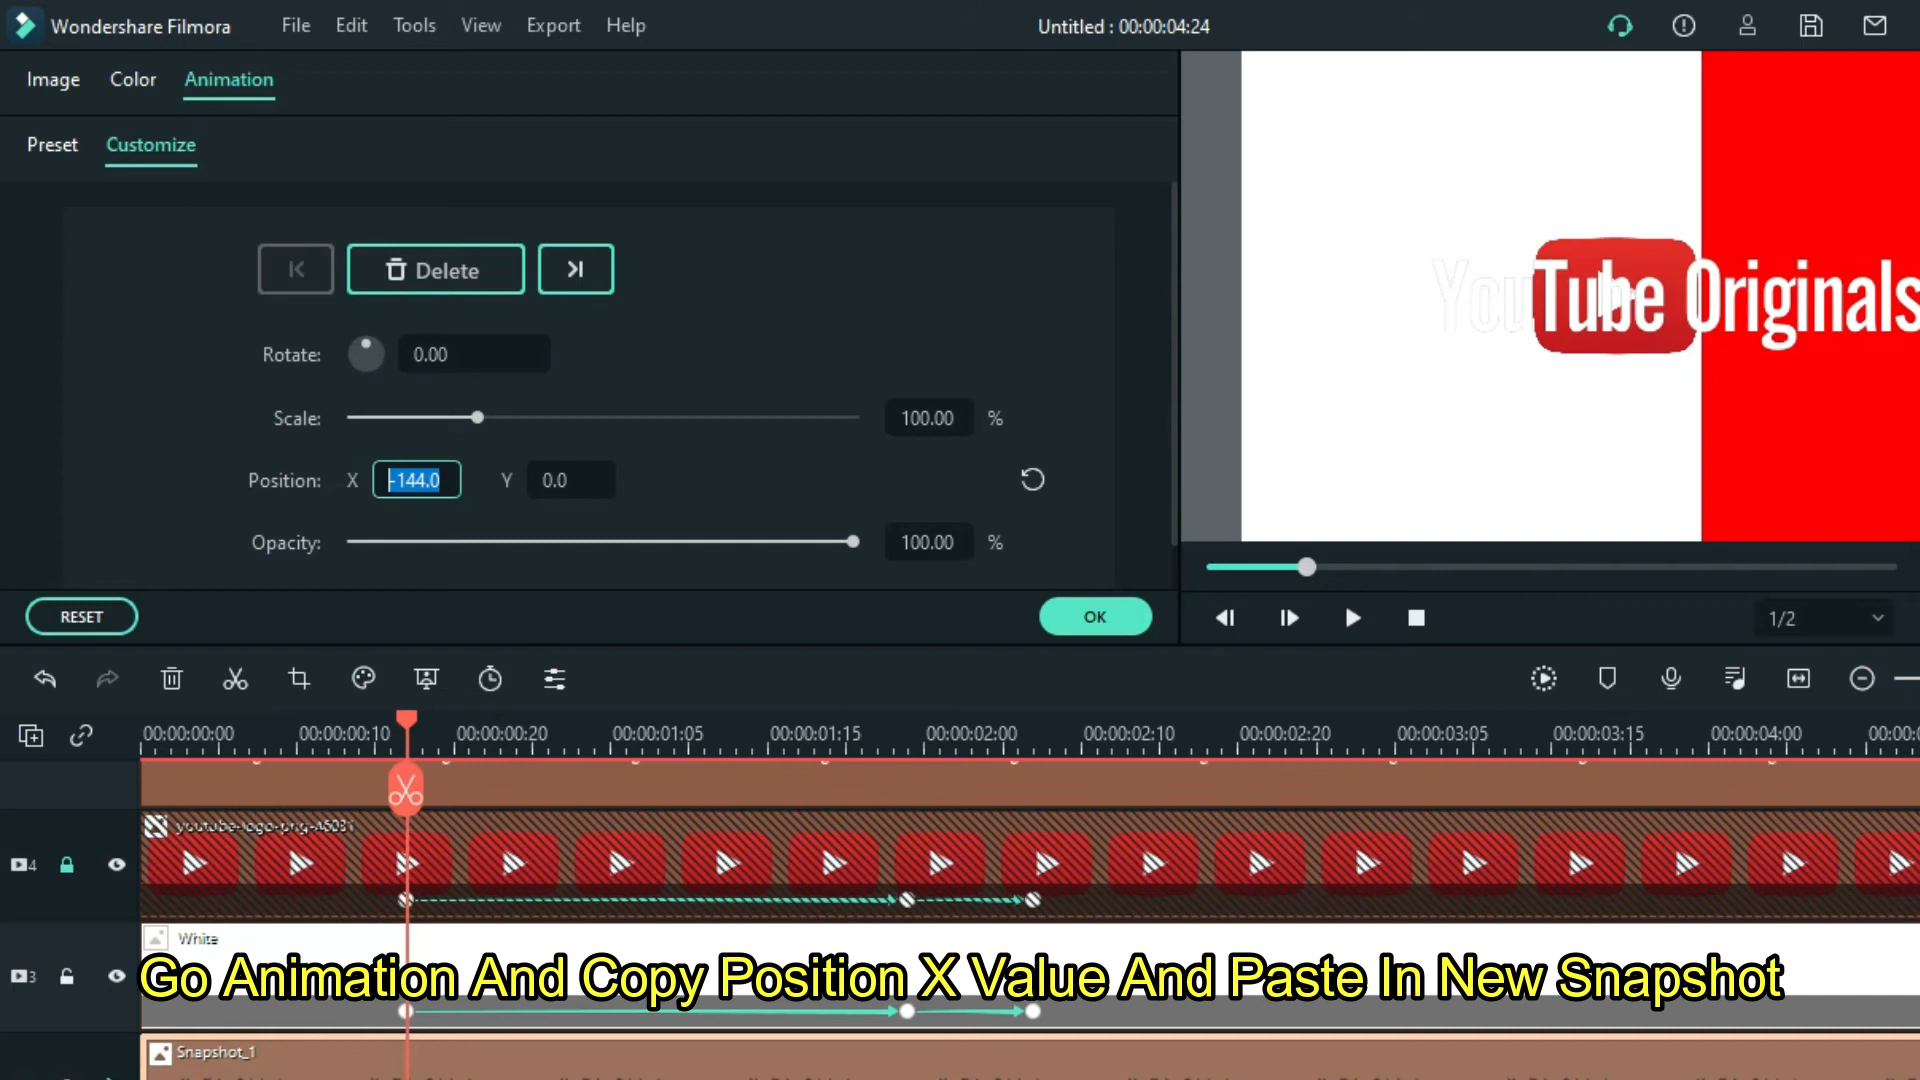 Wondershare Filmora File Edit Tools View Export Help Untitled : 00:00:04:24
Image Color Animation
Preset Customize
Delete
Rotate: 0.00
Scale: 100.00 %
Position: X -144.0 Y 0.0
Opacity: 100.00 %
RESET OK
YouTube Originals
1/2
00:00:00:00 00:00:00:10 00:00:00:20 00:00:01:05 00:00:01:15 00:00:02:00 00:00:02:10 00:00:02:20 00:00:03:05 00:00:03:15 00:00:04:00 00:00:0
youtube-logo-png-46031
4
White
3
Go Animation And Copy Position X Value And Paste In New Snapshot
Snapshot_1